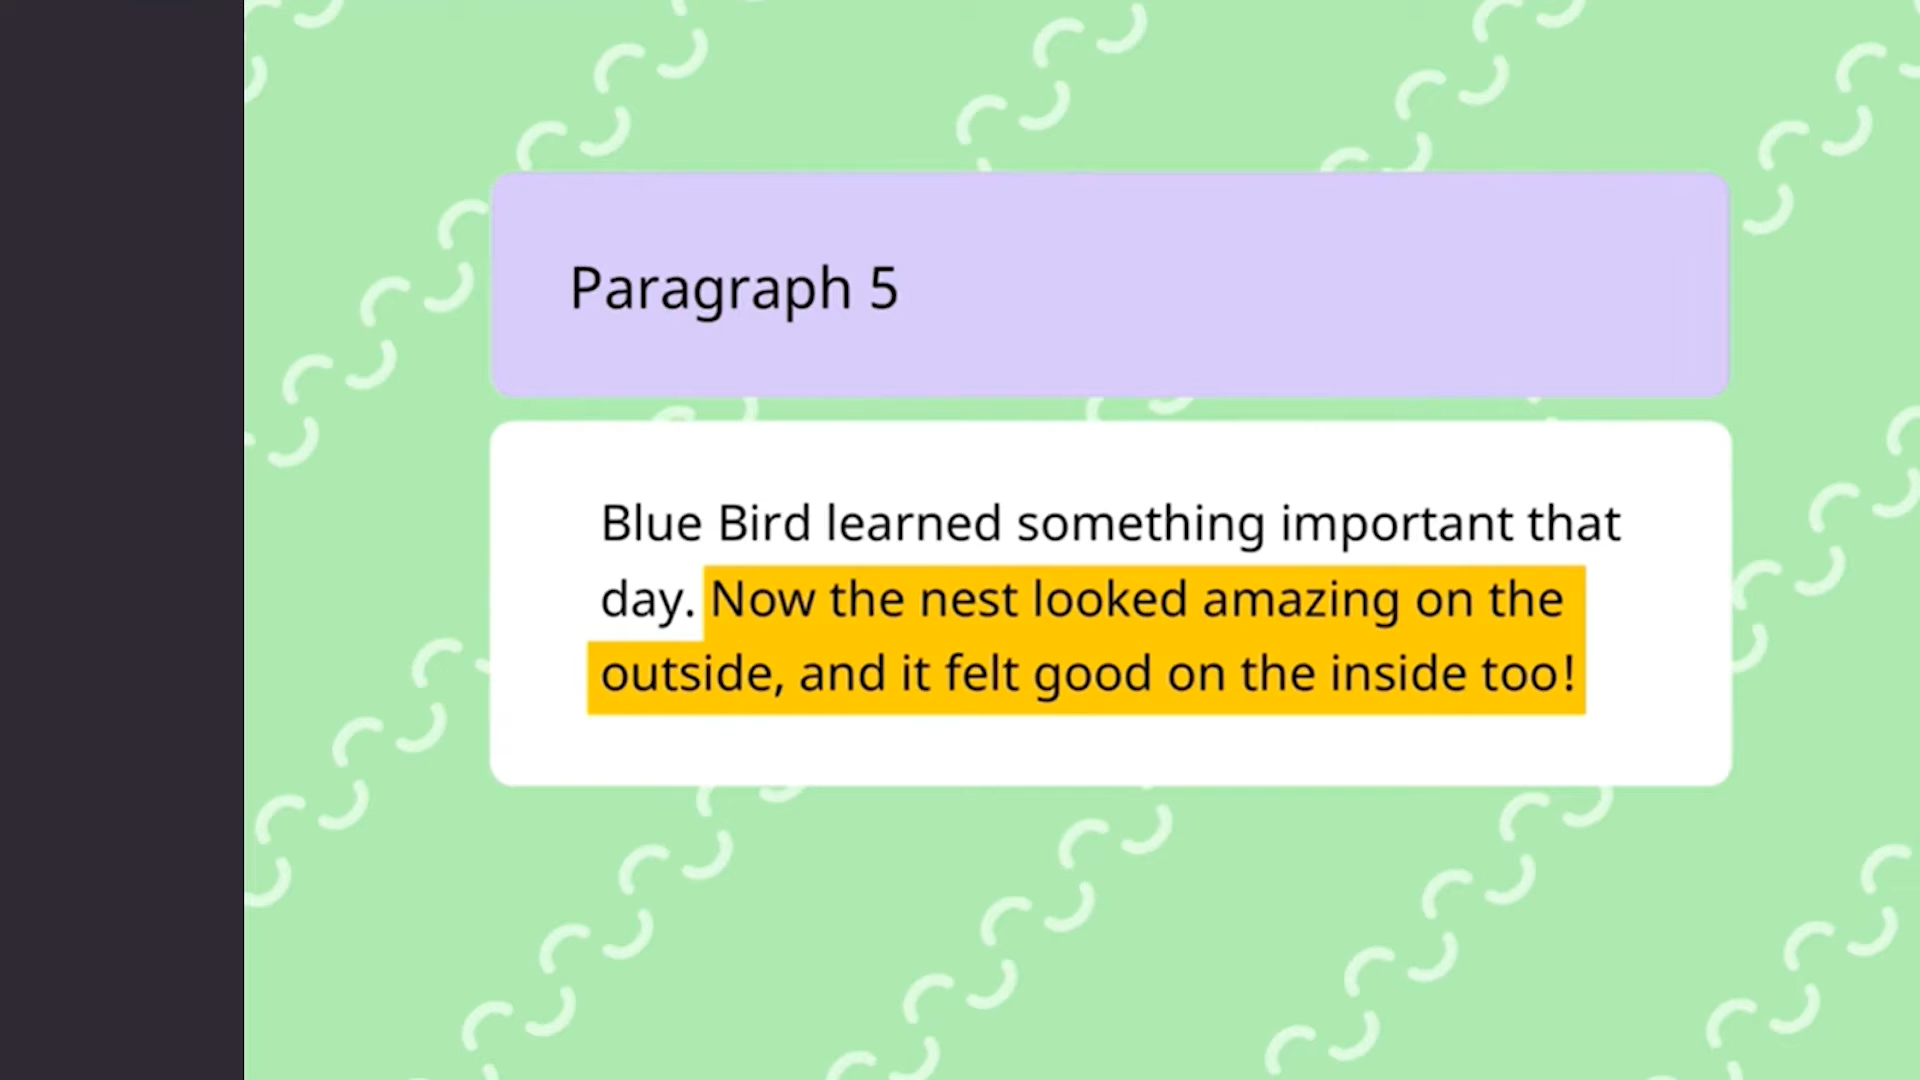 Paragraph 5
Blue Bird learned something important that
day. Now the nest looked amazing on the
outside, and it felt good on the inside too!